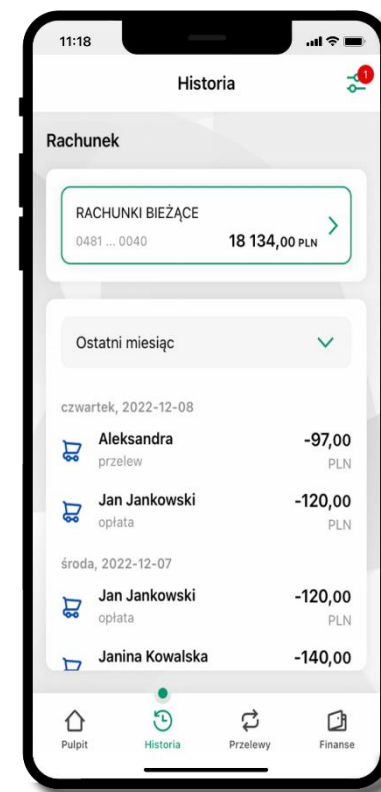 11:18
Historia
1
Rachunek
RACHUNKI BIEŻĄCE
0481 ... 0040 18 134,00 PLN
Ostatni miesiąc
czwartek, 2022-12-08
Aleksandra -97,00
przelew PLN
Jan Jankowski -120,00
opłata PLN
środa, 2022-12-07
Jan Jankowski -120,00
opłata PLN
Janina Kowalska -140,00
Pulpit Historia Przelewy Finanse